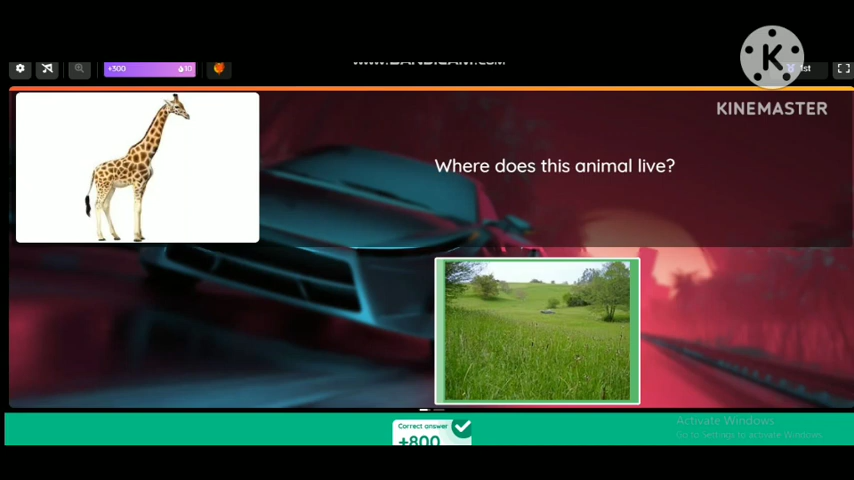 www.BANDICAM.com
+300
10
1st
K
KINEMASTER
Where does this animal live?
Correct answer
+800
Activate Windows
Go to Settings to activate Windows.